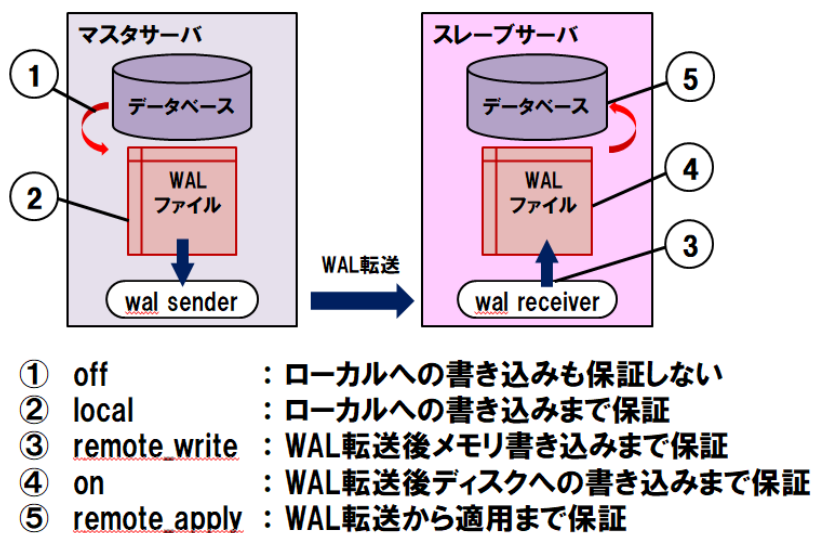 マスタサーバ
スレーブサーバ
①
データベース
データベース
⑤
②
WAL
ファイル
WAL
ファイル
④
WAL転送
③
wal sender
wal receiver
① off : ローカルへの書き込みも保証しない
② local : ローカルへの書き込みまで保証
③ remote_write : WAL転送後メモリ書き込みまで保証
④ on : WAL転送後ディスクへの書き込みまで保証
⑤ remote_apply : WAL転送から適用まで保証